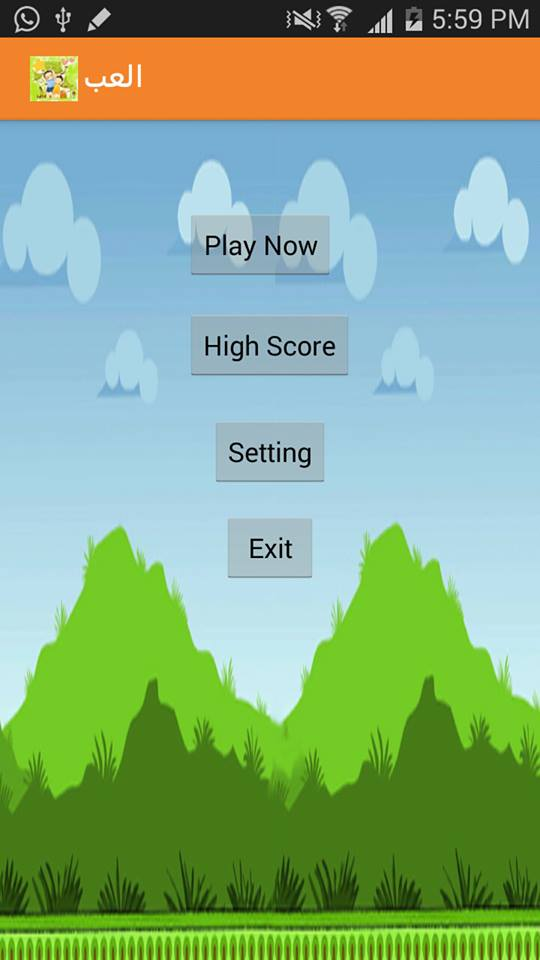 5:59 PM
العب
Play Now
High Score
Setting
Exit